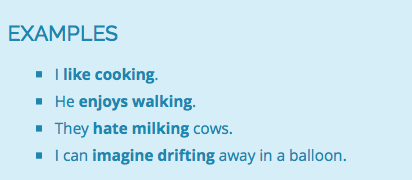 EXAMPLES
▪ I like cooking.
▪ He enjoys walking.
▪ They hate milking cows.
▪ I can imagine drifting away in a balloon.